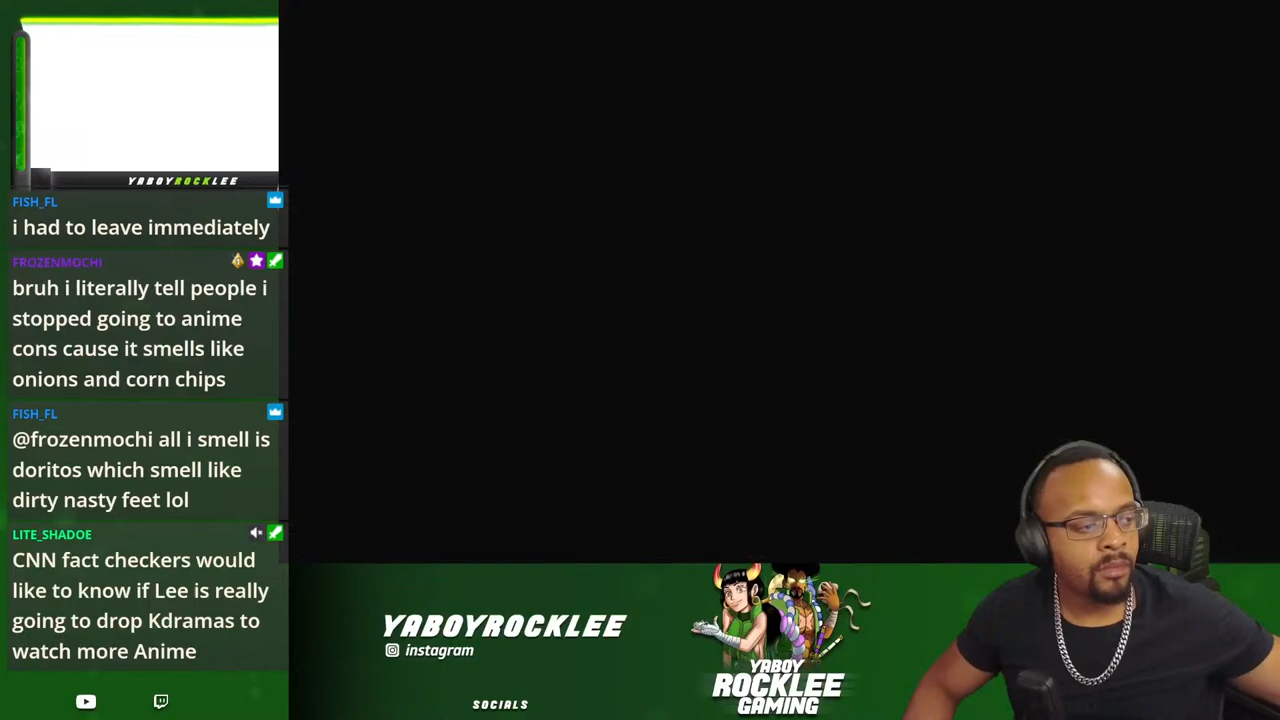 YABOYROCKLEE
FISH_FL
i had to leave immediately
FROZENMOCHI
bruh i literally tell people i
stopped going to anime
cons cause it smells like
onions and corn chips
FISH_FL
@frozenmochi all i smell is
doritos which smell like
dirty nasty feet lol
LITE_SHADOE
CNN fact checkers would
like to know if Lee is really
going to drop Kdramas to
watch more Anime
YABOYROCKLEE
instagram
SOCIALS
YABOY
ROCKLEE
GAMING